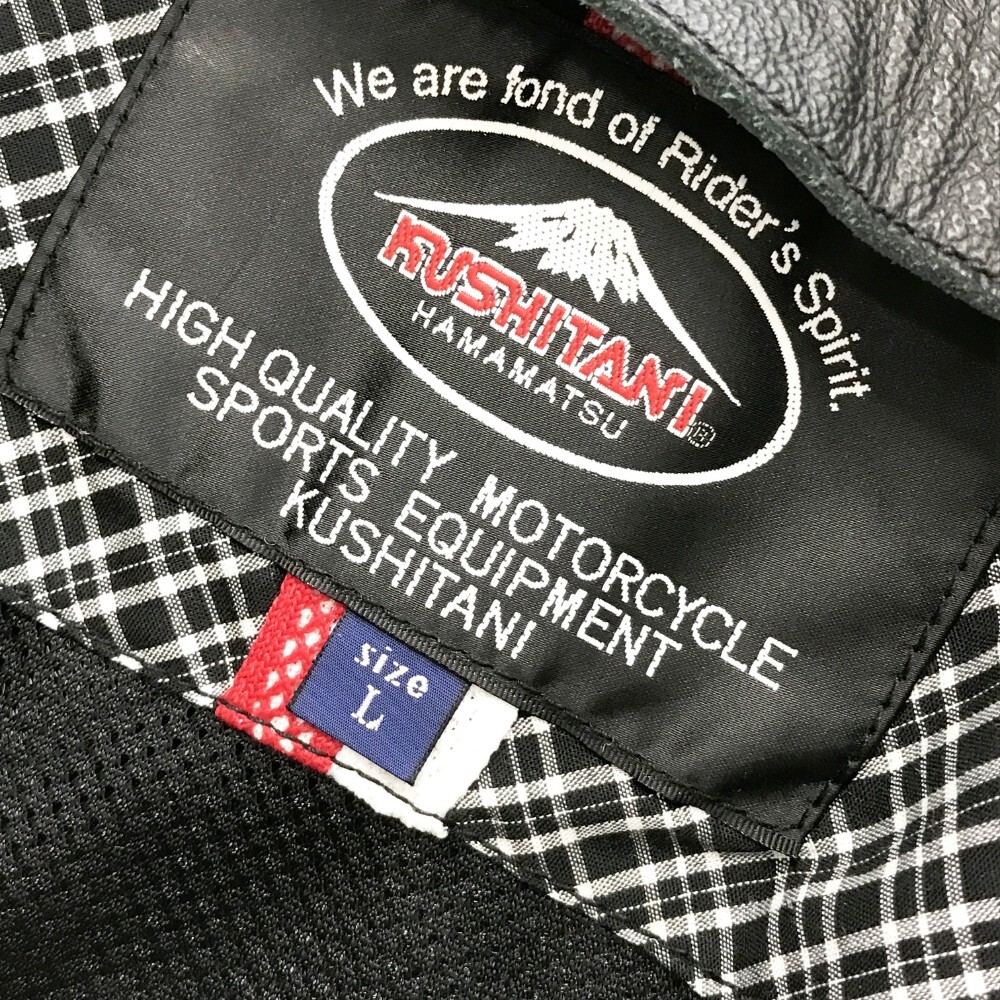 We are fond of Rider's Spirit.
KUSHITANI®
HAMAMATSU
HIGH QUALITY MOTORCYCLE
SPORTS EQUIPMENT
KUSHITANI
size
L